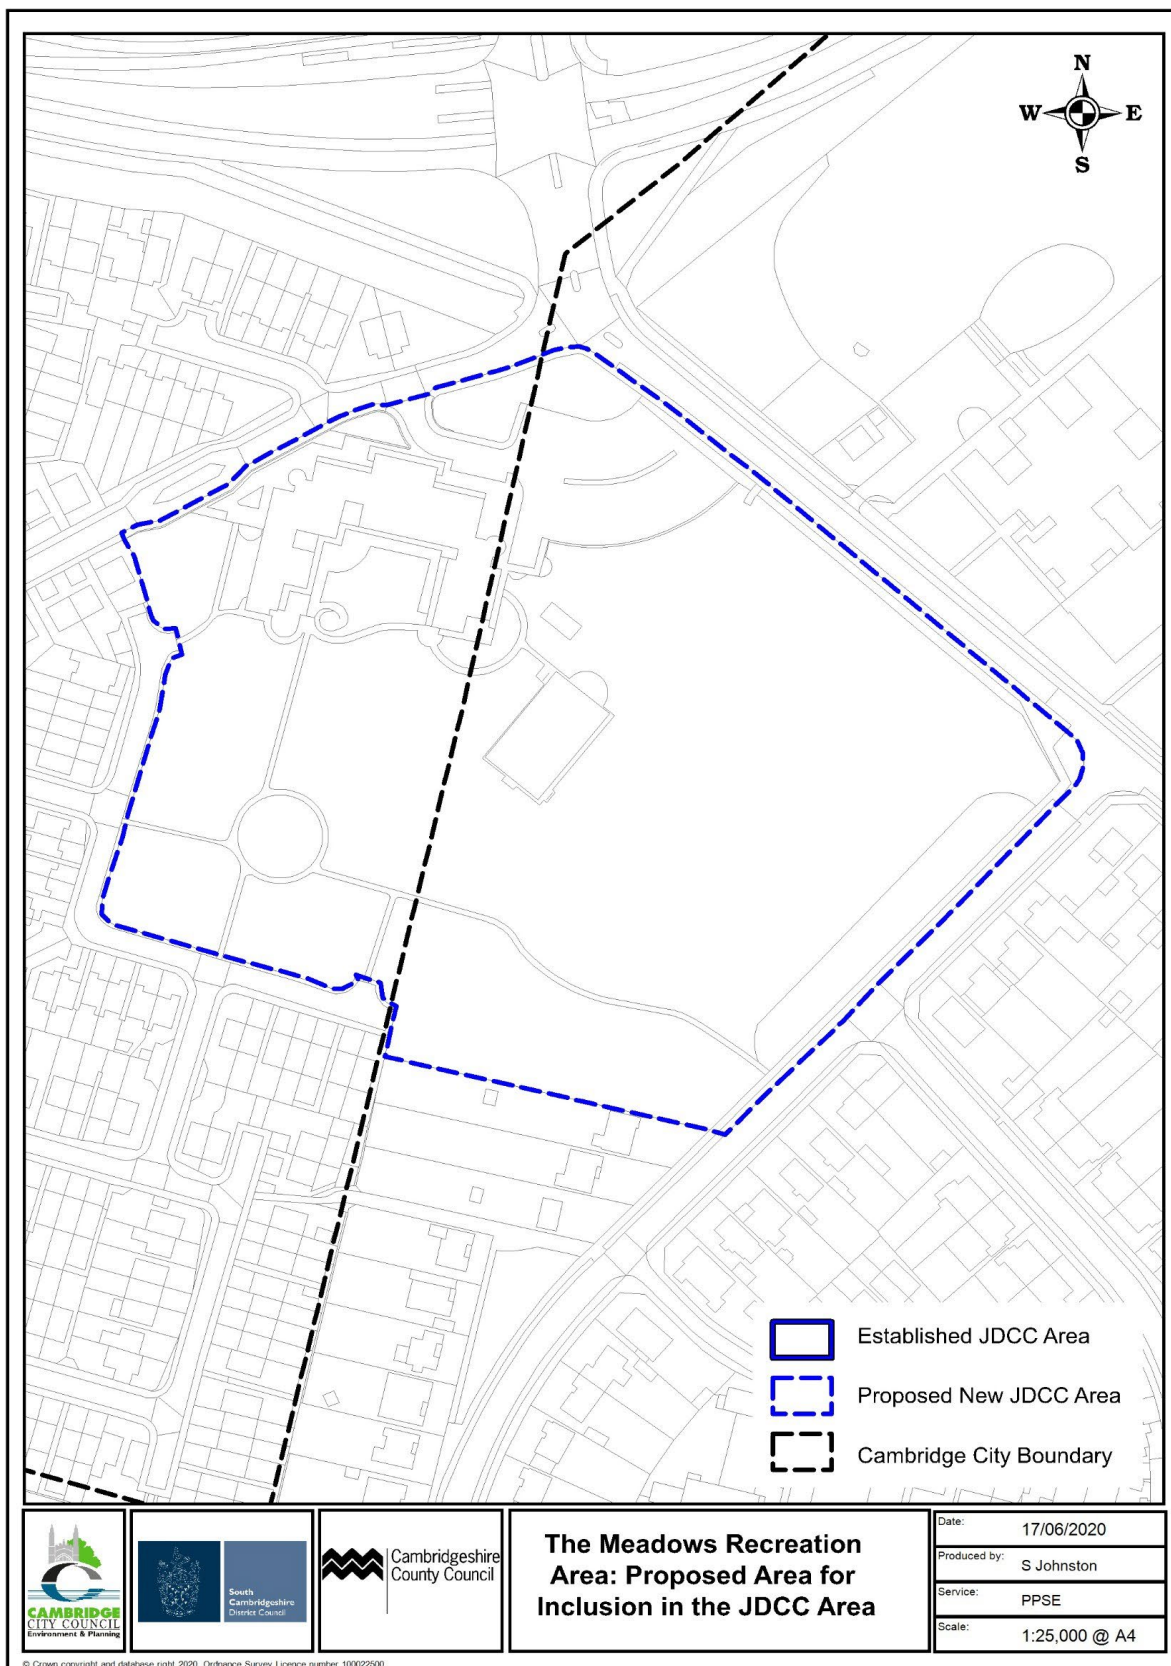 N
W E
S
Established JDCC Area
Proposed New JDCC Area
Cambridge City Boundary
CAMBRIDGE
CITY COUNCIL
Environment & Planning
South
Cambridgeshire
District Council
Cambridgeshire
County Council
The Meadows Recreation
Area: Proposed Area for
Inclusion in the JDCC Area
Date: 17/06/2020
Produced by: S Johnston
Service: PPSE
Scale: 1:25,000 @ A4
© Crown copyright and database right 2020. Ordnance Survey Licence number 100022500